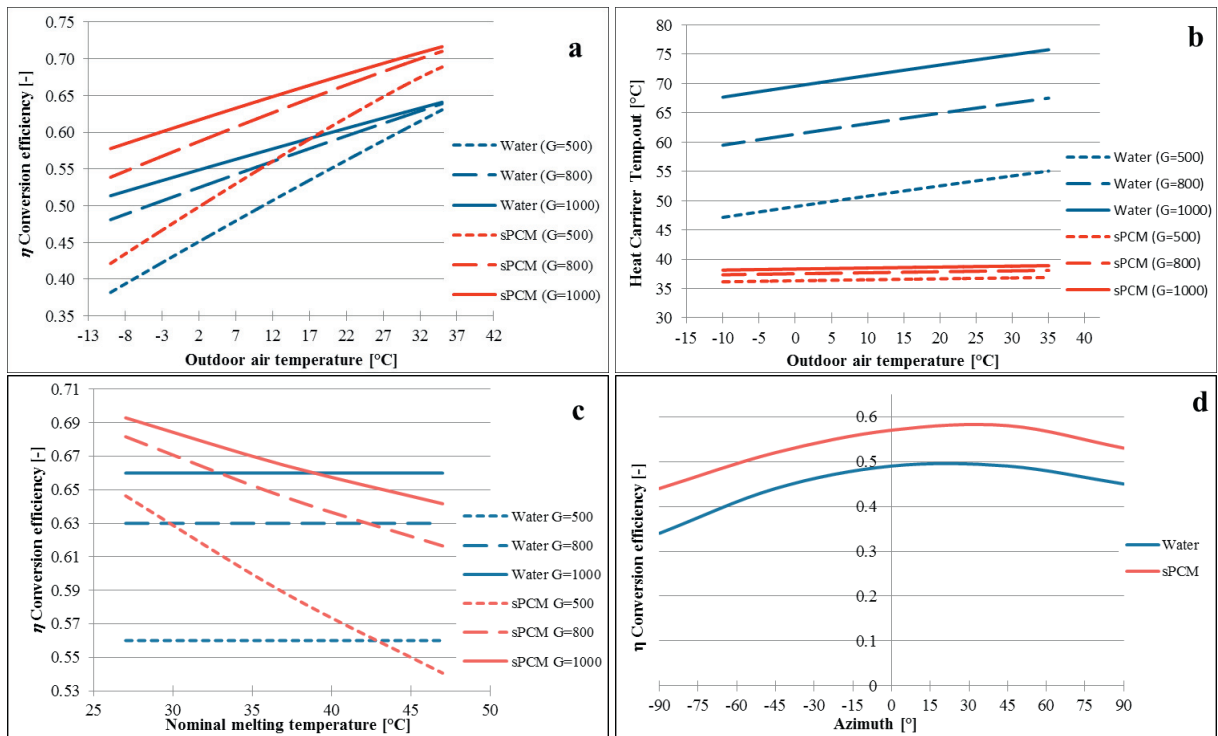 a
0.75
0.70
0.65
0.60
0.55
0.50
0.45
0.40
0.35
η Conversion efficiency [-]
-13 -8 -3 2 7 12 17 22 27 32 37 42
Outdoor air temperature [°C]
Water (G=500)
Water (G=800)
Water (G=1000)
sPCM (G=500)
sPCM (G=800)
sPCM (G=1000)
b
80
75
70
65
60
55
50
45
40
35
30
Heat Carrirer Temp.out [°C]
-15 -10 -5 0 5 10 15 20 25 30 35 40
Outdoor air temperature [°C]
Water (G=500)
Water (G=800)
Water (G=1000)
sPCM (G=500)
sPCM (G=800)
sPCM (G=1000)
c
0.71
0.69
0.67
0.65
0.63
0.61
0.59
0.57
0.55
0.53
η Conversion efficiency [-]
25 30 35 40 45 50
Nominal melting temperature [°C]
Water G=500
Water G=800
Water G=1000
sPCM G=500
sPCM G=800
sPCM G=1000
d
0.6
0.5
0.4
0.3
0.2
0.1
0
η Conversion efficiency [-]
-90 -75 -60 -45 -30 -15 0 15 30 45 60 75 90
Azimuth [°]
Water
sPCM